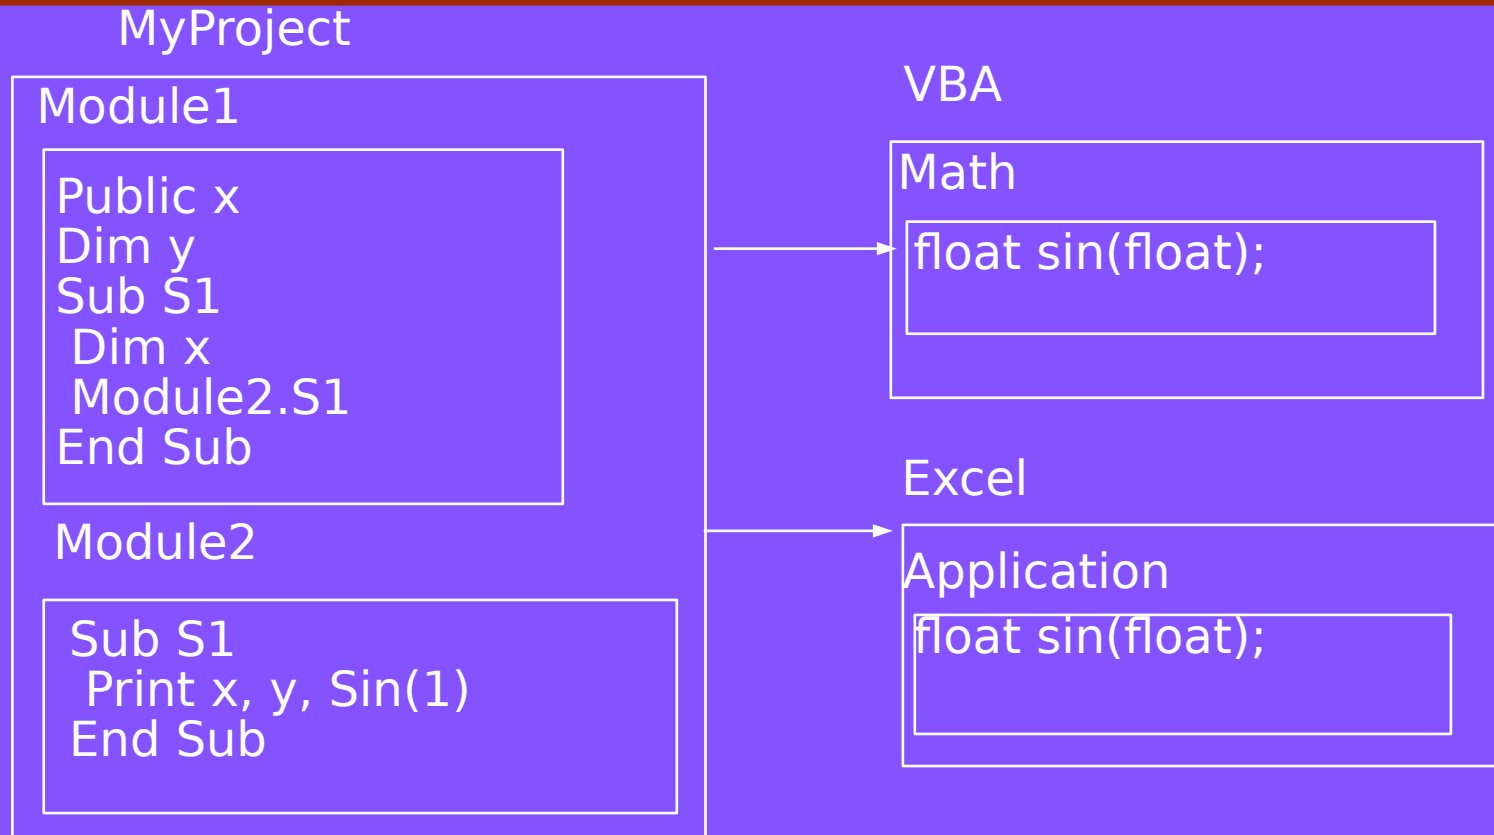 MyProject
Module1
Public x
Dim y
Sub S1
Dim x
Module2.S1
End Sub
Module2
Sub S1
Print x, y, Sin(1)
End Sub
VBA
Math
float sin(float);
Excel
Application
float sin(float);